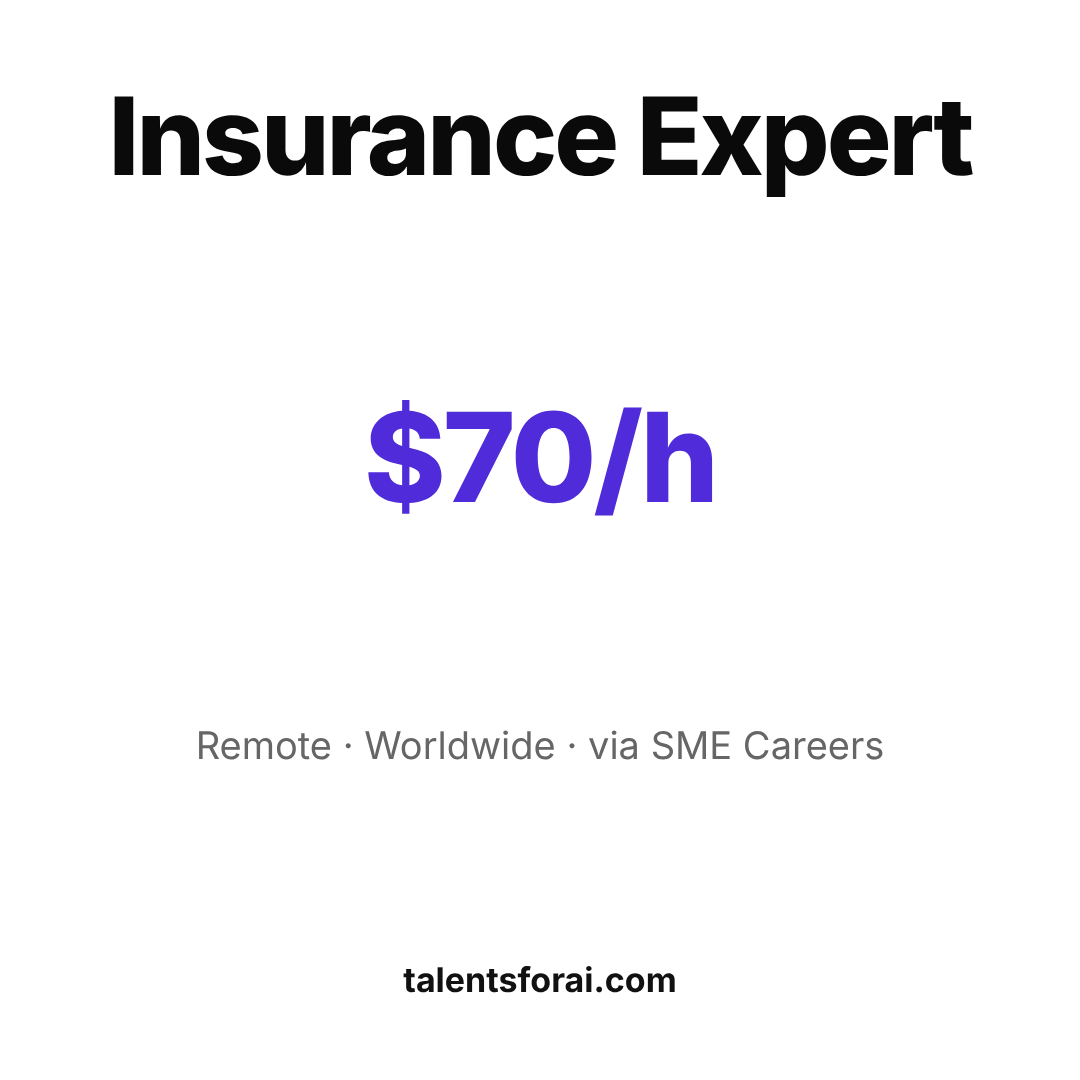 Insurance Expert
$70/h
Remote · Worldwide · via SME Careers
talentsforai.com